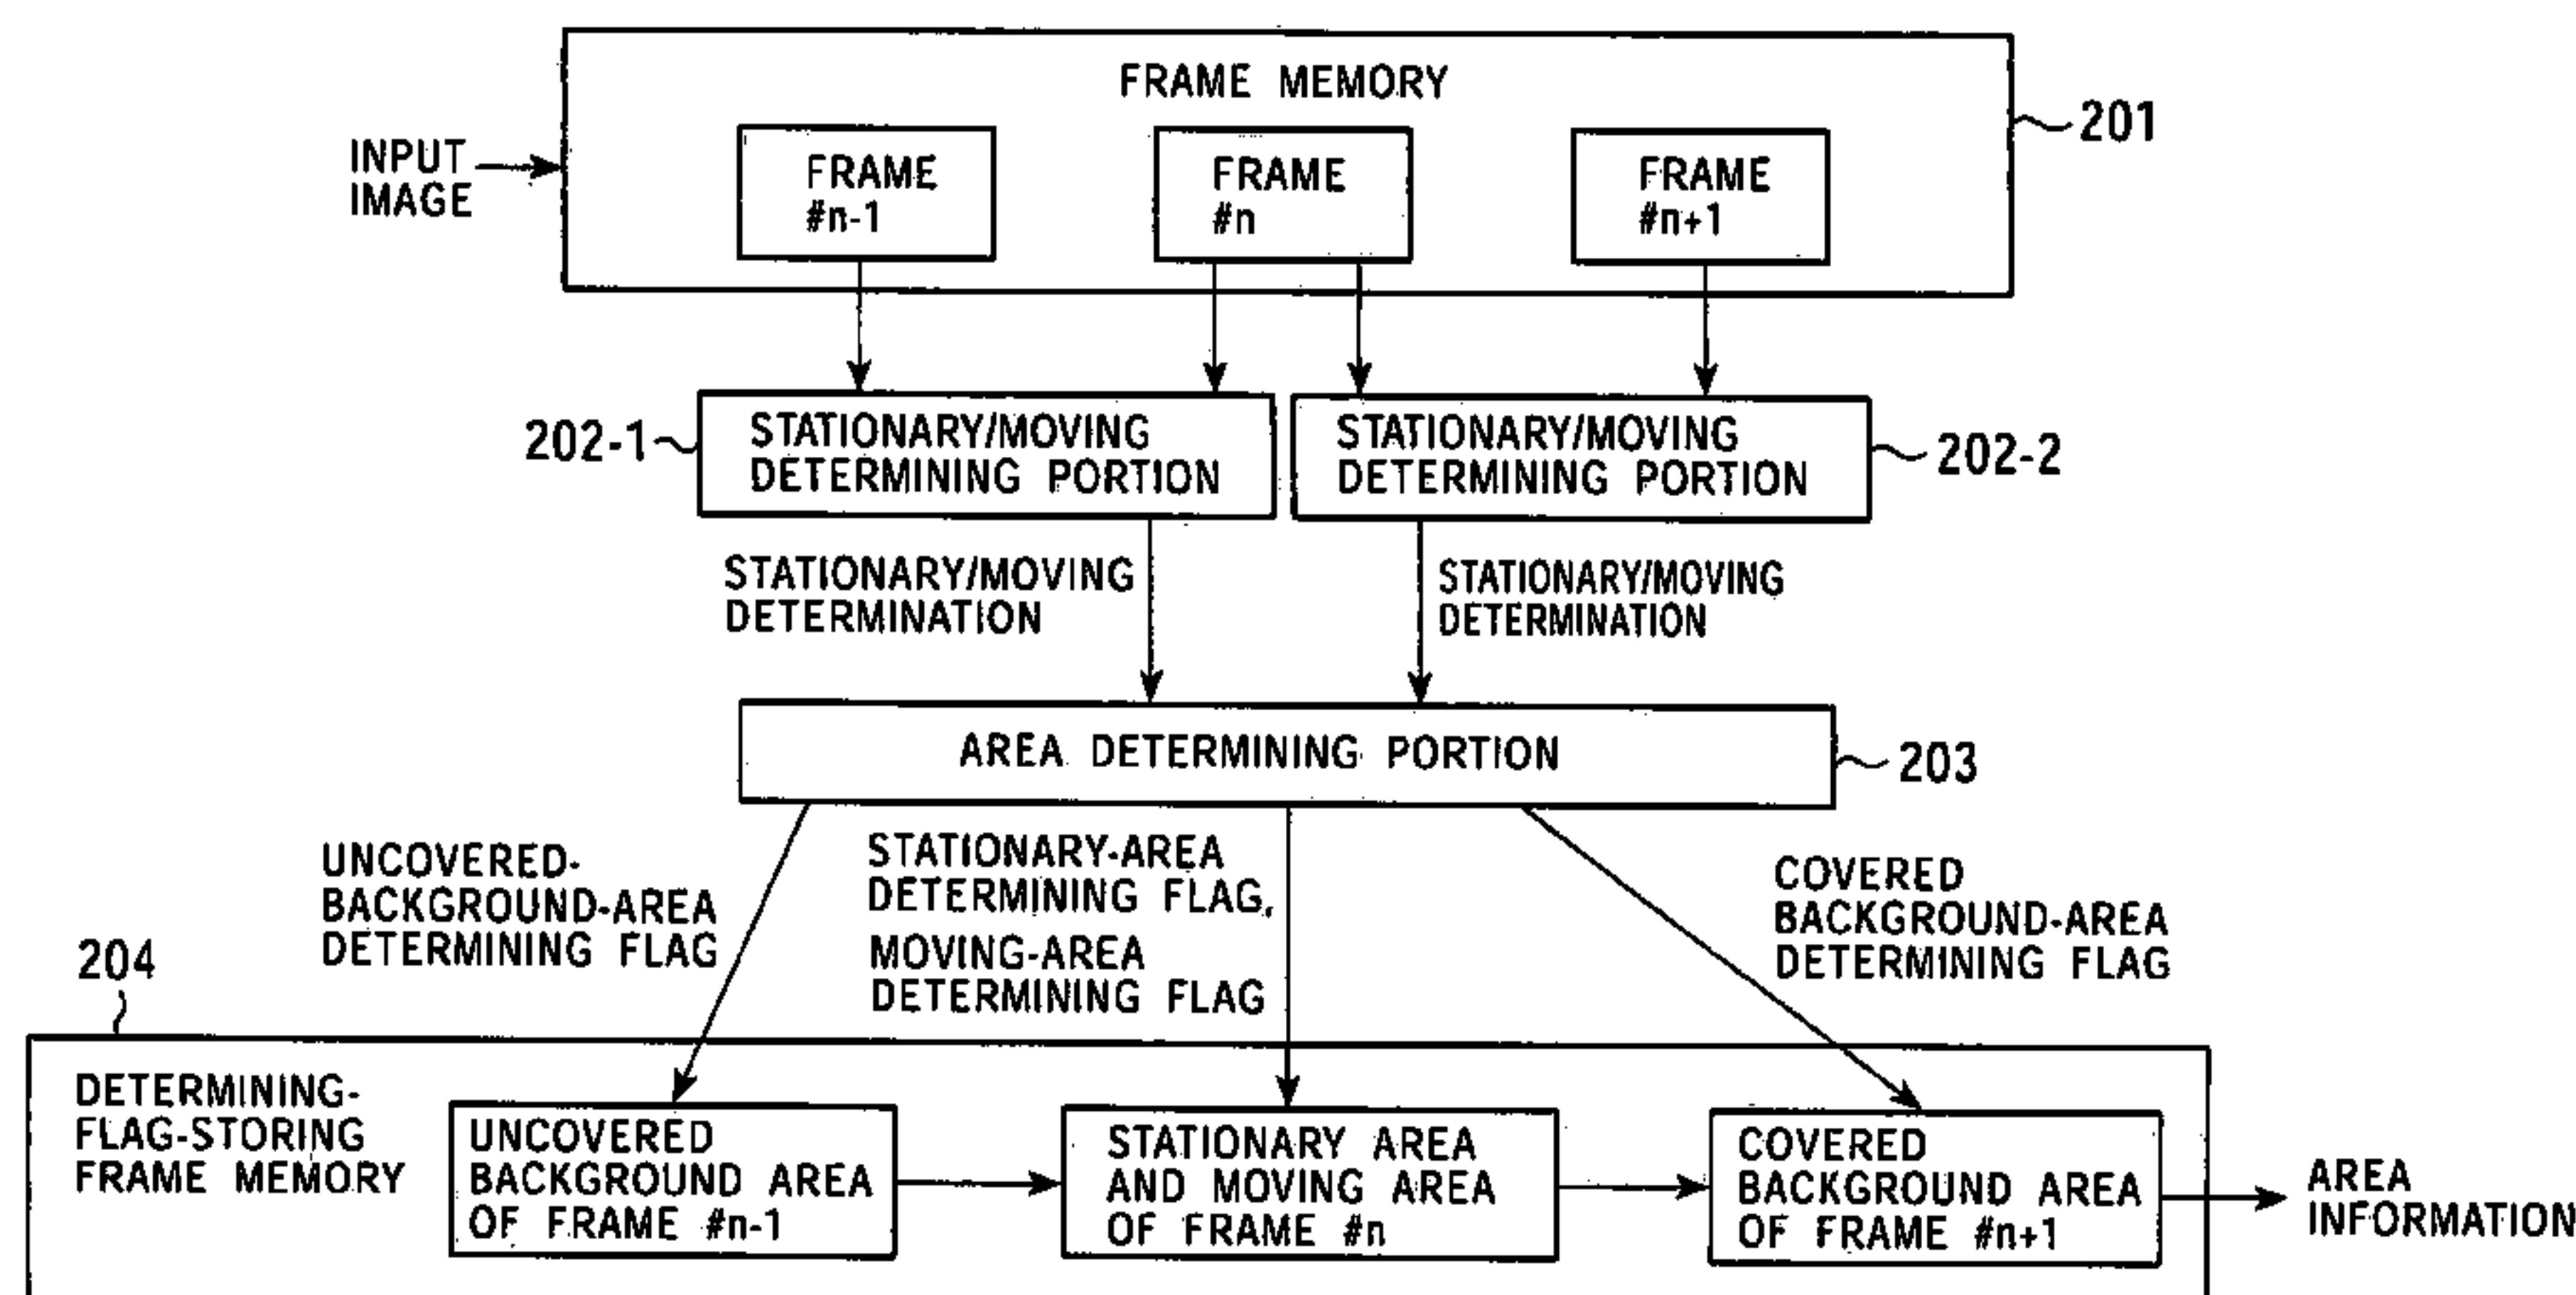 FRAME MEMORY
201
INPUT
IMAGE
FRAME
#n-1
FRAME
#n
FRAME
#n+1
202-1
STATIONARY/MOVING
DETERMINING PORTION
STATIONARY/MOVING
DETERMINING PORTION
202-2
STATIONARY/MOVING
DETERMINATION
STATIONARY/MOVING
DETERMINATION
AREA DETERMINING PORTION
203
UNCOVERED-
BACKGROUND-AREA
DETERMINING FLAG
STATIONARY-AREA
DETERMINING FLAG,
MOVING-AREA
DETERMINING FLAG
COVERED
BACKGROUND-AREA
DETERMINING FLAG
204
DETERMINING-
FLAG-STORING
FRAME MEMORY
UNCOVERED
BACKGROUND AREA
OF FRAME #n-1
STATIONARY AREA
AND MOVING AREA
OF FRAME #n
COVERED
BACKGROUND AREA
OF FRAME #n+1
AREA
INFORMATION